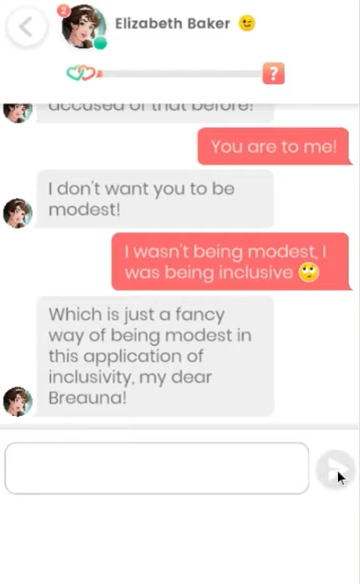 2
Elizabeth Baker 😉
?
accused of that before!
You are to me!
I don't want you to be
modest!
I wasn't being modest, I
was being inclusive 🙄
Which is just a fancy
way of being modest in
this application of
inclusivity, my dear
Breauna!